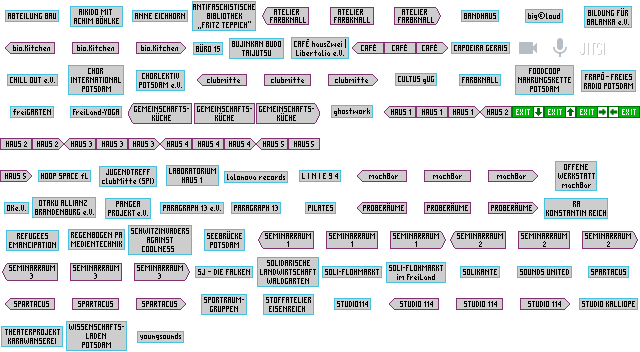 ABTEILUNG BAU
AIKIDO MIT
ACHIM BÖHLKE
ANNE EICHHORN
ANTIFASCHISTISCHE
BIBLIOTHEK
„FRITZ TEPPICH"
ATELIER
FARBKNALL
ATELIER
FARBKNALL
ATELIER
FARBKNALL
BANDHAUS
big©loud
BILDUNG FÜR
BALANKA e.V.
bio.Kitchen
bio.Kitchen
bio.Kitchen
BÜRO 15
BUJINKAN BUDO
TAIJUTSU
CAFÉ hausZwei |
Libertalia e.V.
CAFÉ
CAFÉ
CAFÉ
CAPOEIRA GERAIS
JITSI
CHILL OUT e.V.
CHOR
INTERNATIONAL
POTSDAM
CHORLEKTIV
POTSDAM e.V.
clubmitte
clubmitte
clubmitte
CULTUS gUG
FARBKNALL
FOODCOOP
NAHRUNGSKETTE
POTSDAM
FRAPÓ - FREIES
RADIO POTSDAM
freiGARTEN
freiLand-YOGA
GEMEINSCHAFTS-
KÜCHE
GEMEINSCHAFTS-
KÜCHE
GEMEINSCHAFTS-
KÜCHE
ghostwork
HAUS 1
HAUS 1
HAUS 1
HAUS 2
EXIT
EXIT
EXIT
EXIT
HAUS 2
HAUS 2
HAUS 3
HAUS 3
HAUS 3
HAUS 4
HAUS 4
HAUS 4
HAUS 5
HAUS 5
HAUS 5
HOOP SPACE fL
JUGENDTREFF
clubMitte (SPI)
LABORATORIUM
HAUS 1
lalanova records
L I N I E 9 4
machBar
machBar
machBar
OFFENE
WERKSTATT
machBar
OKe.V.
OTAKU ALLIANZ
BRANDENBURG e.V.
PANGEA
PROJEKT e.V.
PARAGRAPH 13 e.V.
PARAGRAPH 13
PILATES
PROBERÄUME
PROBERÄUME
PROBERÄUME
RA
KONSTANTIN REICH
REFUGEES
EMANCIPATION
REGENBOGEN PA
MEDIENTECHNIK
SCHWITZINVADERS
AGAINST
COOLNESS
SEEBRÜCKE
POTSDAM
SEMINARRAUM
1
SEMINARRAUM
1
SEMINARRAUM
1
SEMINARRAUM
2
SEMINARRAUM
2
SEMINARRAUM
2
SEMINARRAUM
3
SEMINARRAUM
3
SEMINARRAUM
3
SJ - DIE FALKEN
SOLIDARISCHE
LANDWIRTSCHAFT
WALDGARTEN
SOLI-FLOHMARKT
SOLI-FLOHMARKT
im freiLand
SOLIKANTE
SOUNDS UNITED
SPARTACUS
SPARTACUS
SPARTACUS
SPARTACUS
SPORTRAUM-
GRUPPEN
STOFFATELIER
EISENREICH
STUDIO114
STUDIO 114
STUDIO 114
STUDIO 114
STUDIO KALLIOPE
THEATERPROJEKT
KARAWANSEREI
WISSENSCHAFTS-
LADEN
POTSDAM
youngsounds